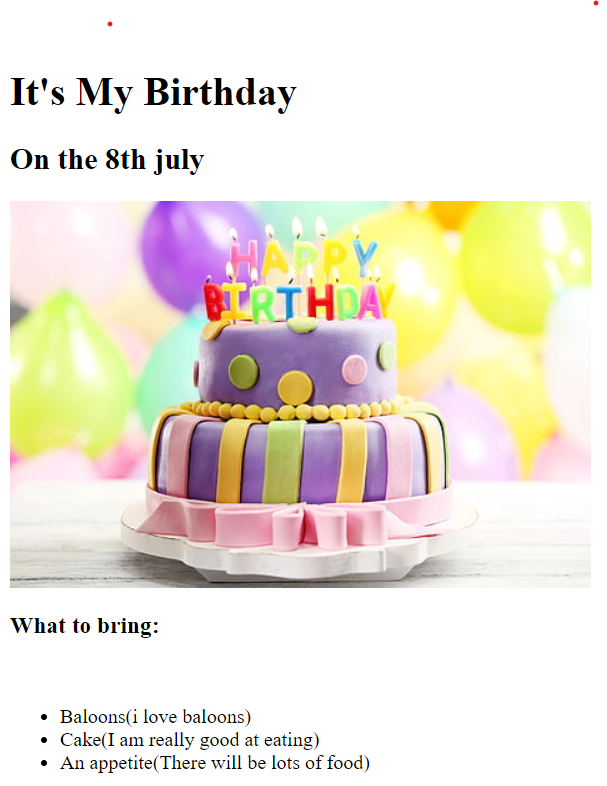 It's My Birthday
On the 8th july
HAPPY
BIRTHDAY
What to bring:
Baloons(i love baloons)
Cake(I am really good at eating)
An appetite(There will be lots of food)